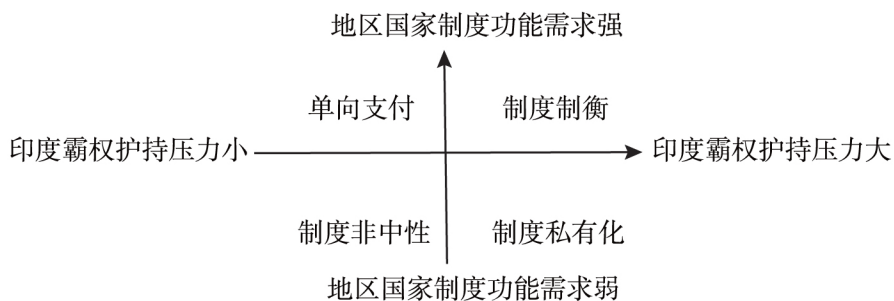 地区国家制度功能需求强
单向支付 制度制衡
印度霸权护持压力小 印度霸权护持压力大
制度非中性 制度私有化
地区国家制度功能需求弱